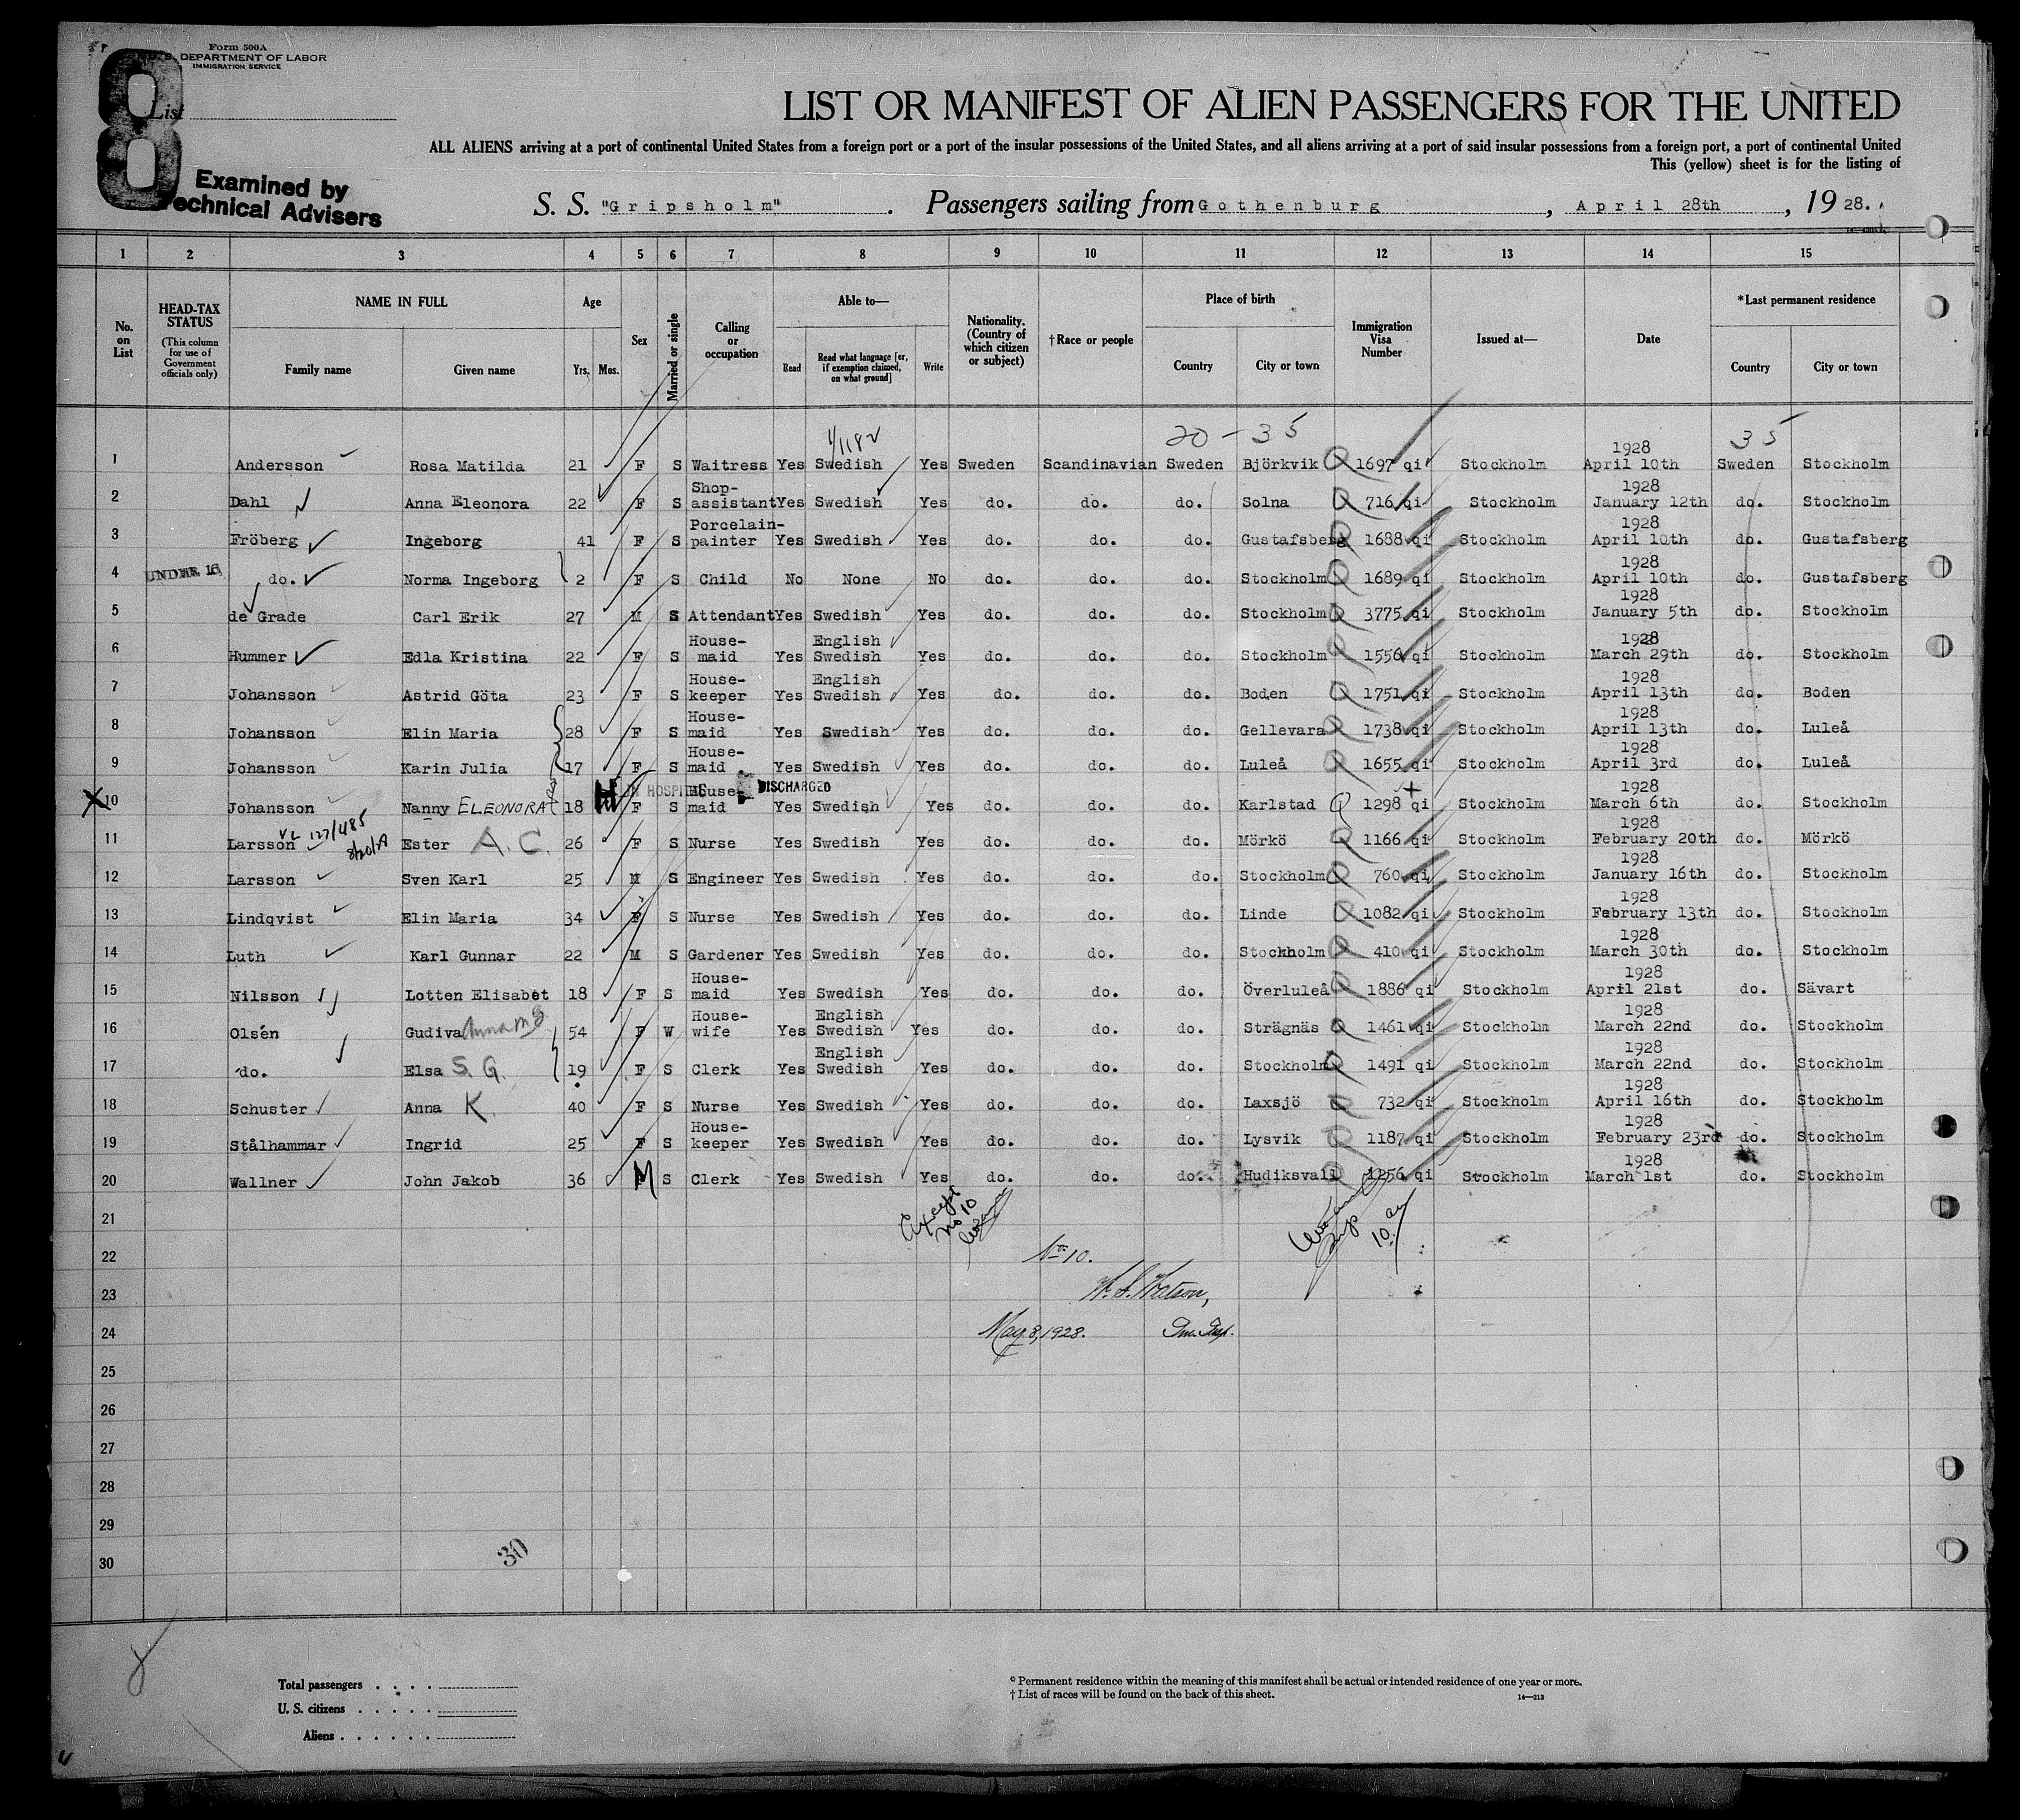 Form 500A
DEPARTMENT OF LABOR
IMMIGRATION SERVICE
8
List
Examined by
Technical Advisers
LIST OR MANIFEST OF ALIEN PASSENGERS FOR THE UNITED
ALL ALIENS arriving at a port of continental United States from a foreign port or a port of the insular possessions of the United States, and all aliens arriving at a port of said insular possessions from a foreign port, a port of continental United
This (yellow) sheet is for the listing of
S. S. "Gripsholm". Passengers sailing from Gothenburg, April 28th, 1928.
1 2 3 4 5 6 7 8 9 10 11 12 13 14 15
No. on List HEAD-TAX STATUS (This column for use of Government officials only) NAME IN FULL Family name Given name Age Yrs. Mos. Sex Married or single Calling or occupation Able to— Read Read what language [or, if exemption claimed, on what ground] Write Nationality. (Country of which citizen or subject) †Race or people Place of birth Country City or town Immigration Visa Number Issued at— Date *Last permanent residence Country City or town
20-35 35
1 Andersson Rosa Matilda 21 F S Waitress Yes Swedish Yes Sweden Scandinavian Sweden Björkvik Q 1697 qi Stockholm 1928 April 10th Sweden Stockholm
2 Dahl Anna Eleonora 22 F S Shop-assistant Yes Swedish Yes do. do. do. Solna Q 716 qi Stockholm 1928 January 12th do. Stockholm
3 Fröberg Ingeborg 41 F S Porcelain-painter Yes Swedish Yes do. do. do. Gustafsberg Q 1688 qi Stockholm 1928 April 10th do. Gustafsberg
4 UNDER 16 do. Norma Ingeborg 2 F S Child No None No do. do. do. Stockholm Q 1689 qi Stockholm 1928 April 10th do. Gustafsberg
5 de Grade Carl Erik 27 M S Attendant Yes Swedish Yes do. do. do. Stockholm Q 3775 qi Stockholm 1928 January 5th do. Stockholm
6 Hummer Edla Kristina 22 F S House-maid Yes English Swedish Yes do. do. do. Stockholm Q 1556 qi Stockholm 1928 March 29th do. Stockholm
7 Johansson Astrid Göta 23 F S House-keeper Yes English Swedish Yes do. do. do. Boden Q 1751 qi Stockholm 1928 April 13th do. Boden
8 Johansson Elin Maria 28 F S House-maid Yes Swedish Yes do. do. do. Gellevara Q 1738 qi Stockholm 1928 April 13th do. Luleå
9 Johansson Karin Julia 17 F S House-maid Yes Swedish Yes do. do. do. Luleå Q 1655 qi Stockholm 1928 April 3rd do. Luleå
IN HOSPITAL DISCHARGED
X 10 Johansson Nanny ELEONORA 18 F S House-maid Yes Swedish Yes do. do. do. Karlstad Q 1298 qi Stockholm 1928 March 6th do. Stockholm
11 Larsson Ester A. C. 26 F S Nurse Yes Swedish Yes do. do. do. Mörkö Q 1166 qi Stockholm 1928 February 20th do. Mörkö
12 Larsson Sven Karl 25 M S Engineer Yes Swedish Yes do. do. do. Stockholm Q 760 qi Stockholm 1928 January 16th do. Stockholm
13 Lindqvist Elin Maria 34 F S Nurse Yes Swedish Yes do. do. do. Linde Q 1082 qi Stockholm 1928 February 13th do. Stockholm
14 Luth Karl Gunnar 22 M S Gardener Yes Swedish Yes do. do. do. Stockholm Q 410 qi Stockholm 1928 March 30th do. Stockholm
15 Nilsson Lotten Elisabet 18 F S House-maid Yes Swedish Yes do. do. do. Överluleå Q 1886 qi Stockholm 1928 April 21st do. Sävart
16 Olsén Gudiva 54 F W House-wife Yes English Swedish Yes do. do. do. Strägnäs Q 1461 qi Stockholm 1928 March 22nd do. Stockholm
17 do. Elsa S. G. 19 F S Clerk Yes English Swedish Yes do. do. do. Stockholm Q 1491 qi Stockholm 1928 March 22nd do. Stockholm
18 Schuster Anna K. 40 F S Nurse Yes Swedish Yes do. do. do. Laxsjö Q 732 qi Stockholm 1928 April 16th do. Stockholm
19 Stålhammar Ingrid 25 F S House-keeper Yes Swedish Yes do. do. do. Lysvik Q 1187 qi Stockholm 1928 February 23rd do. Stockholm
20 Wallner John Jakob 36 M S Clerk Yes Swedish Yes do. do. do. Hudiksvall Q 1256 qi Stockholm 1928 March 1st do. Stockholm
21 Except No 10
22 No 10.
23 W. S. Watson,
24 May 8, 1928. Imm. Insp.
25
26
27
28
29
30
30
8
Total passengers
U. S. citizens
Aliens
* Permanent residence within the meaning of this manifest shall be actual or intended residence of one year or more.
† List of races will be found on the back of this sheet.
14—213